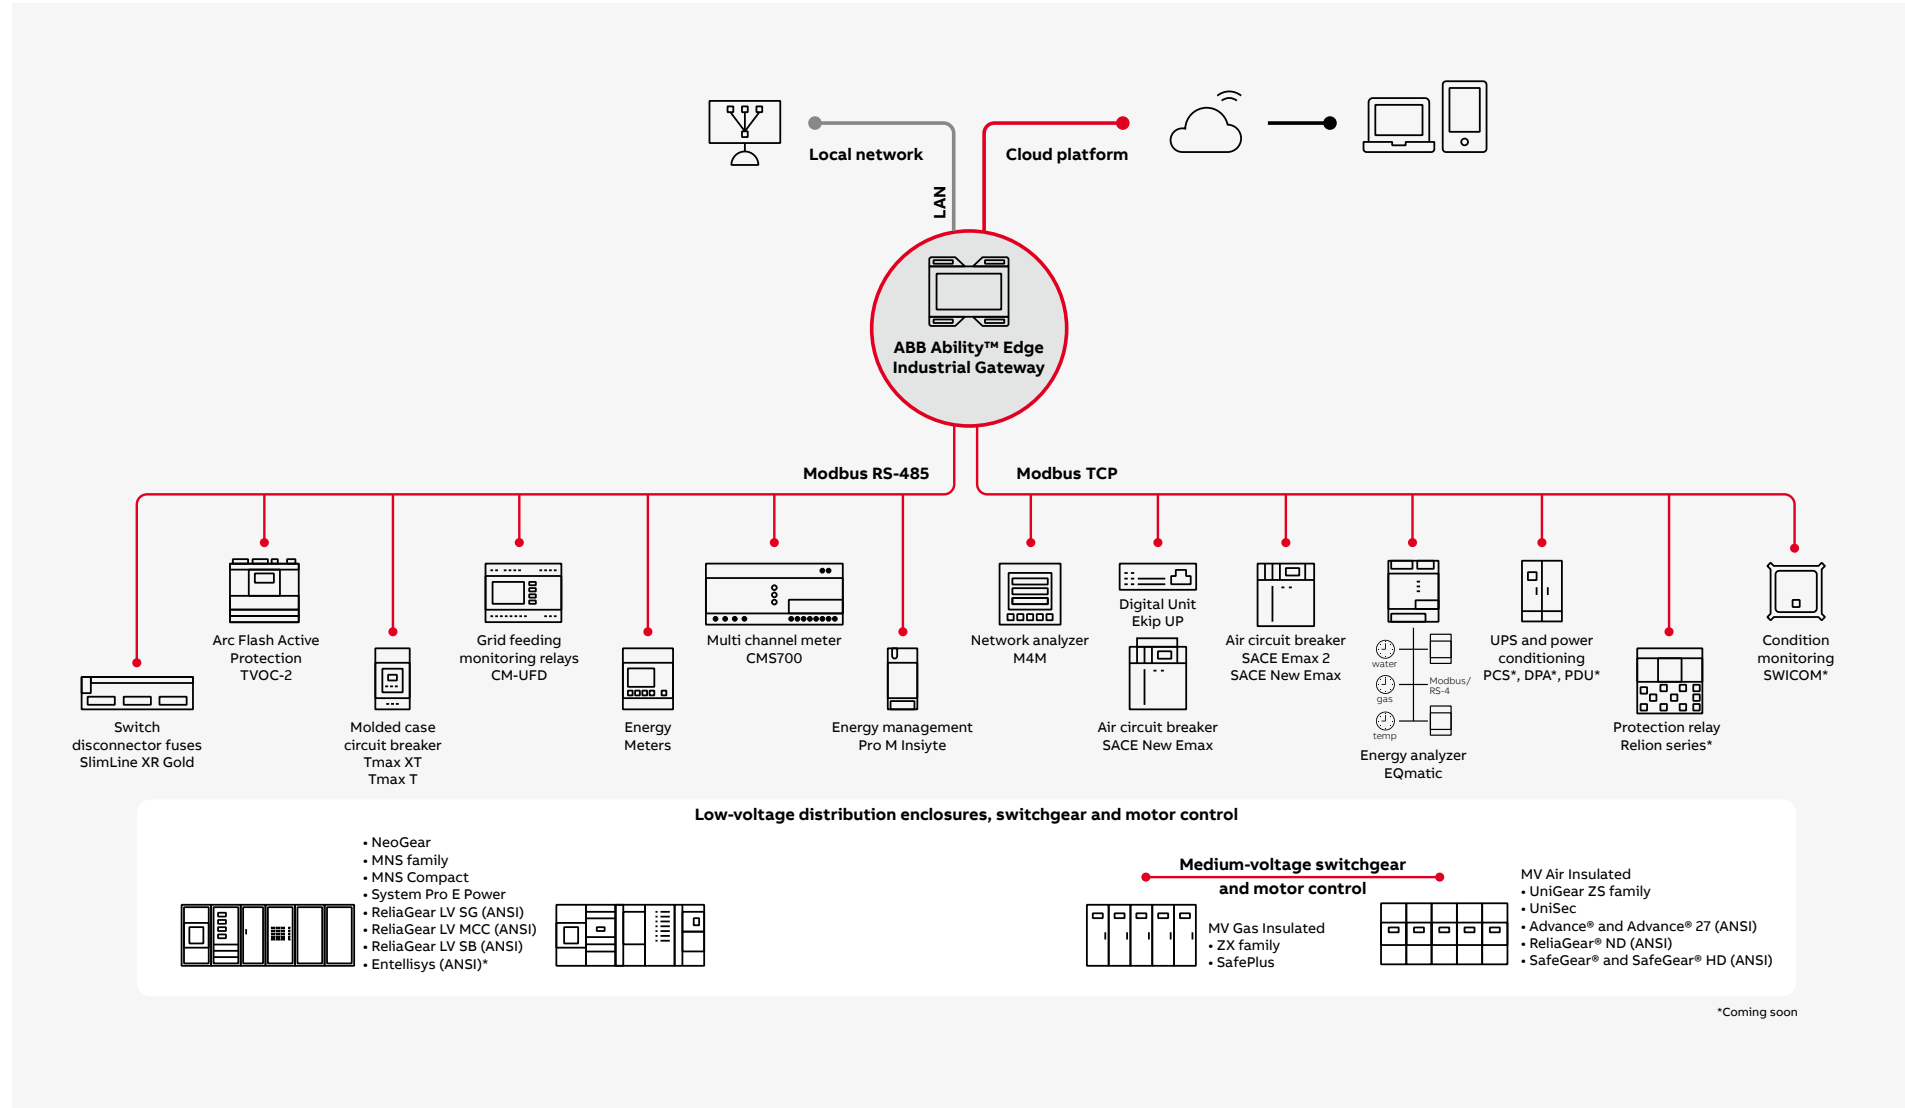 Local network
Cloud platform
LAN
ABB Ability™ Edge
Industrial Gateway
Modbus RS-485
Modbus TCP
Switch
disconnector fuses
SlimLine XR Gold
Arc Flash Active
Protection
TVOC-2
Molded case
circuit breaker
Tmax XT
Tmax T
Grid feeding
monitoring relays
CM-UFD
Energy
Meters
Multi channel meter
CMS700
Energy management
Pro M Insiyte
Network analyzer
M4M
Digital Unit
Ekip UP
Air circuit breaker
SACE New Emax
Air circuit breaker
SACE Emax 2
SACE New Emax
water
gas
temp
Modbus/
RS-4
Energy analyzer
EQmatic
UPS and power
conditioning
PCS*, DPA*, PDU*
Protection relay
Relion series*
Condition
monitoring
SWICOM*
Low-voltage distribution enclosures, switchgear and motor control
• NeoGear
• MNS family
• MNS Compact
• System Pro E Power
• ReliaGear LV SG (ANSI)
• ReliaGear LV MCC (ANSI)
• ReliaGear LV SB (ANSI)
• Entellisys (ANSI)*
Medium-voltage switchgear
and motor control
MV Gas Insulated
• ZX family
• SafePlus
MV Air Insulated
• UniGear ZS family
• UniSec
• Advance® and Advance® 27 (ANSI)
• ReliaGear® ND (ANSI)
• SafeGear® and SafeGear® HD (ANSI)
*Coming soon